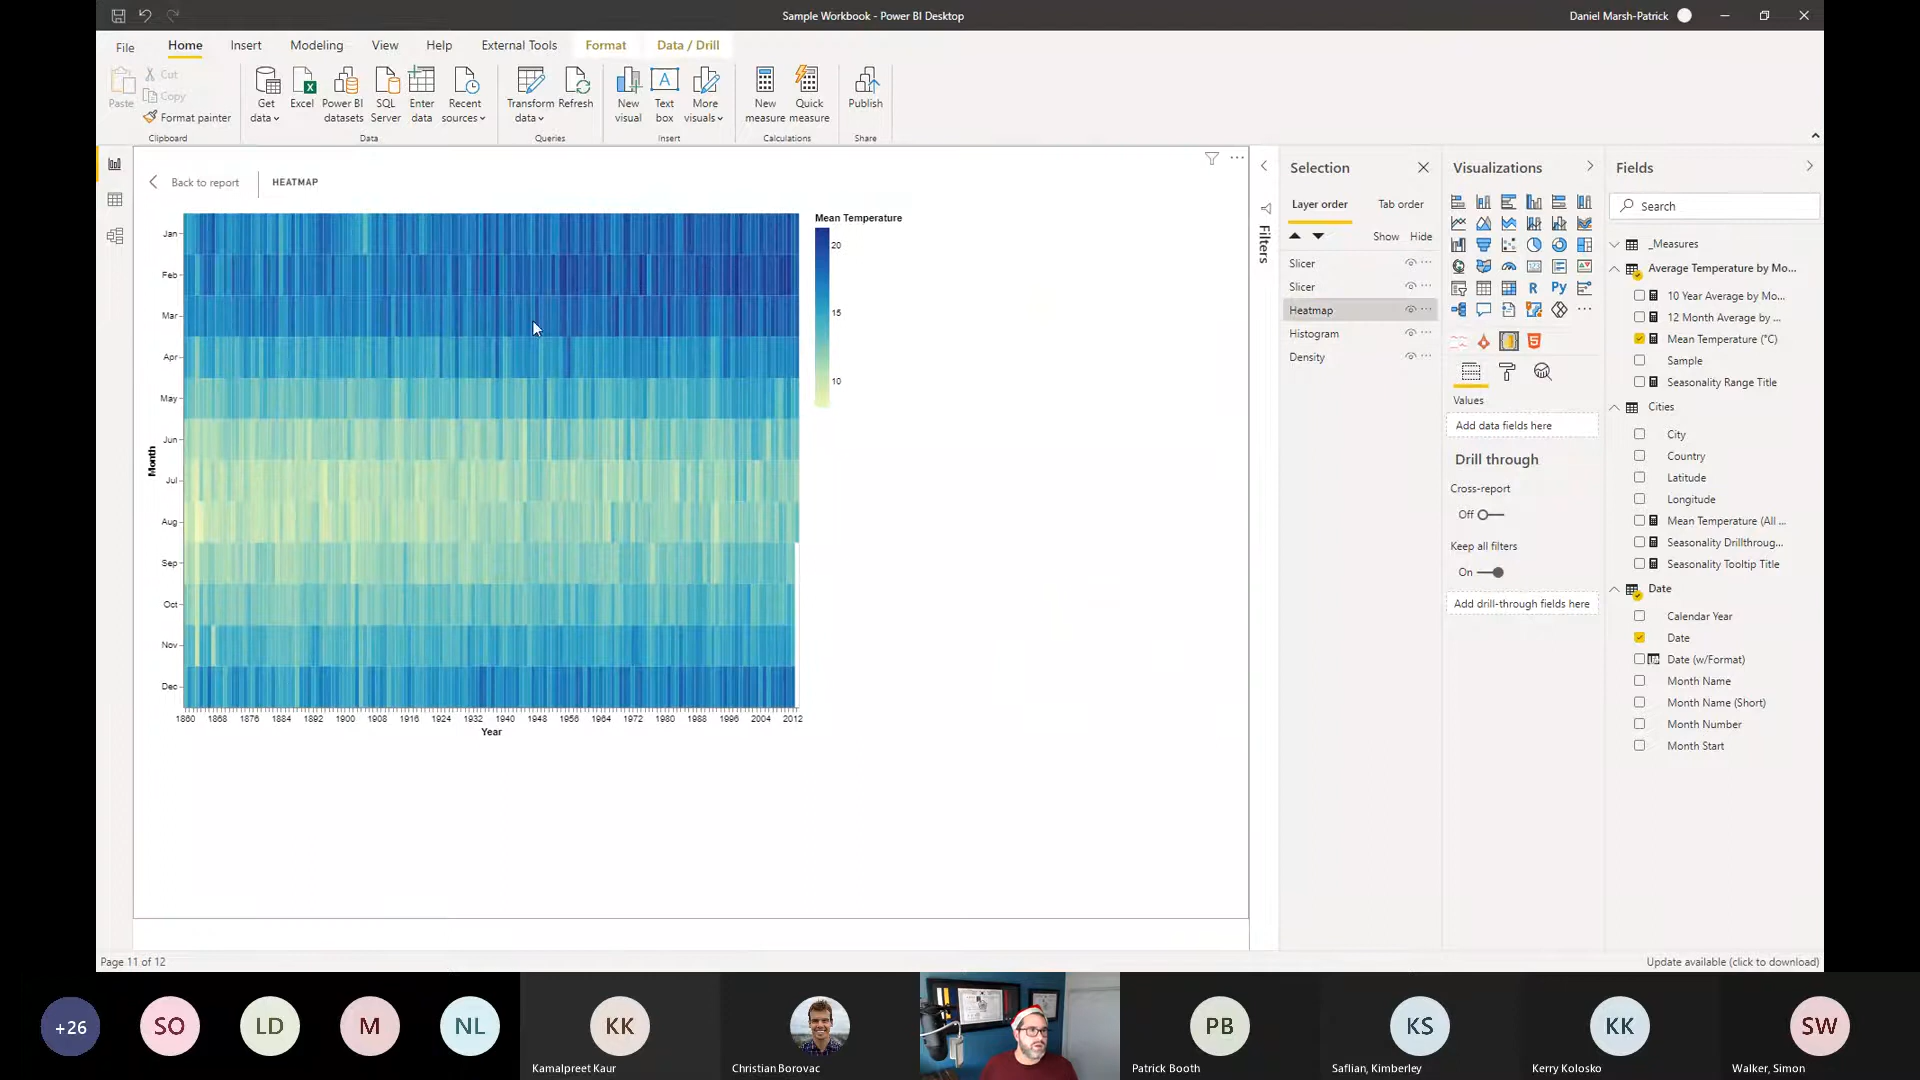 Sample Workbook - Power BI Desktop
Daniel Marsh-Patrick
File
Home
Insert
Modeling
View
Help
External Tools
Format
Data / Drill
Paste
Cut
Copy
Format painter
Clipboard
Get data
Excel
Power BI datasets
SQL Server
Enter data
Recent sources
Data
Transform data
Refresh
Queries
New visual
Text box
More visuals
Insert
New measure
Quick measure
Calculations
Publish
Share
Back to report
HEATMAP
Jan
Feb
Mar
Apr
May
Jun
Jul
Aug
Sep
Oct
Nov
Dec
Month
1860 1868 1876 1884 1892 1900 1908 1916 1924 1932 1940 1948 1956 1964 1972 1980 1988 1996 2004 2012
Year
Mean Temperature
20
15
10
Filters
Selection
Layer order
Tab order
Show
Hide
Slicer
Slicer
Heatmap
Histogram
Density
Visualizations
R
Py
Values
Add data fields here
Drill through
Cross-report
Off
Keep all filters
On
Add drill-through fields here
Fields
Search
_Measures
Average Temperature by Mo...
10 Year Average by Mo...
12 Month Average by ...
Mean Temperature (°C)
Sample
Seasonality Range Title
Cities
City
Country
Latitude
Longitude
Mean Temperature (All ...
Seasonality Drillthroug...
Seasonality Tooltip Title
Date
Calendar Year
Date
Date (w/Format)
Month Name
Month Name (Short)
Month Number
Month Start
Page 11 of 12
Update available (click to download)
+26
SO
LD
M
NL
KK
Kamalpreet Kaur
Christian Borovac
PB
Patrick Booth
KS
Saflian, Kimberley
KK
Kerry Kolosko
SW
Walker, Simon